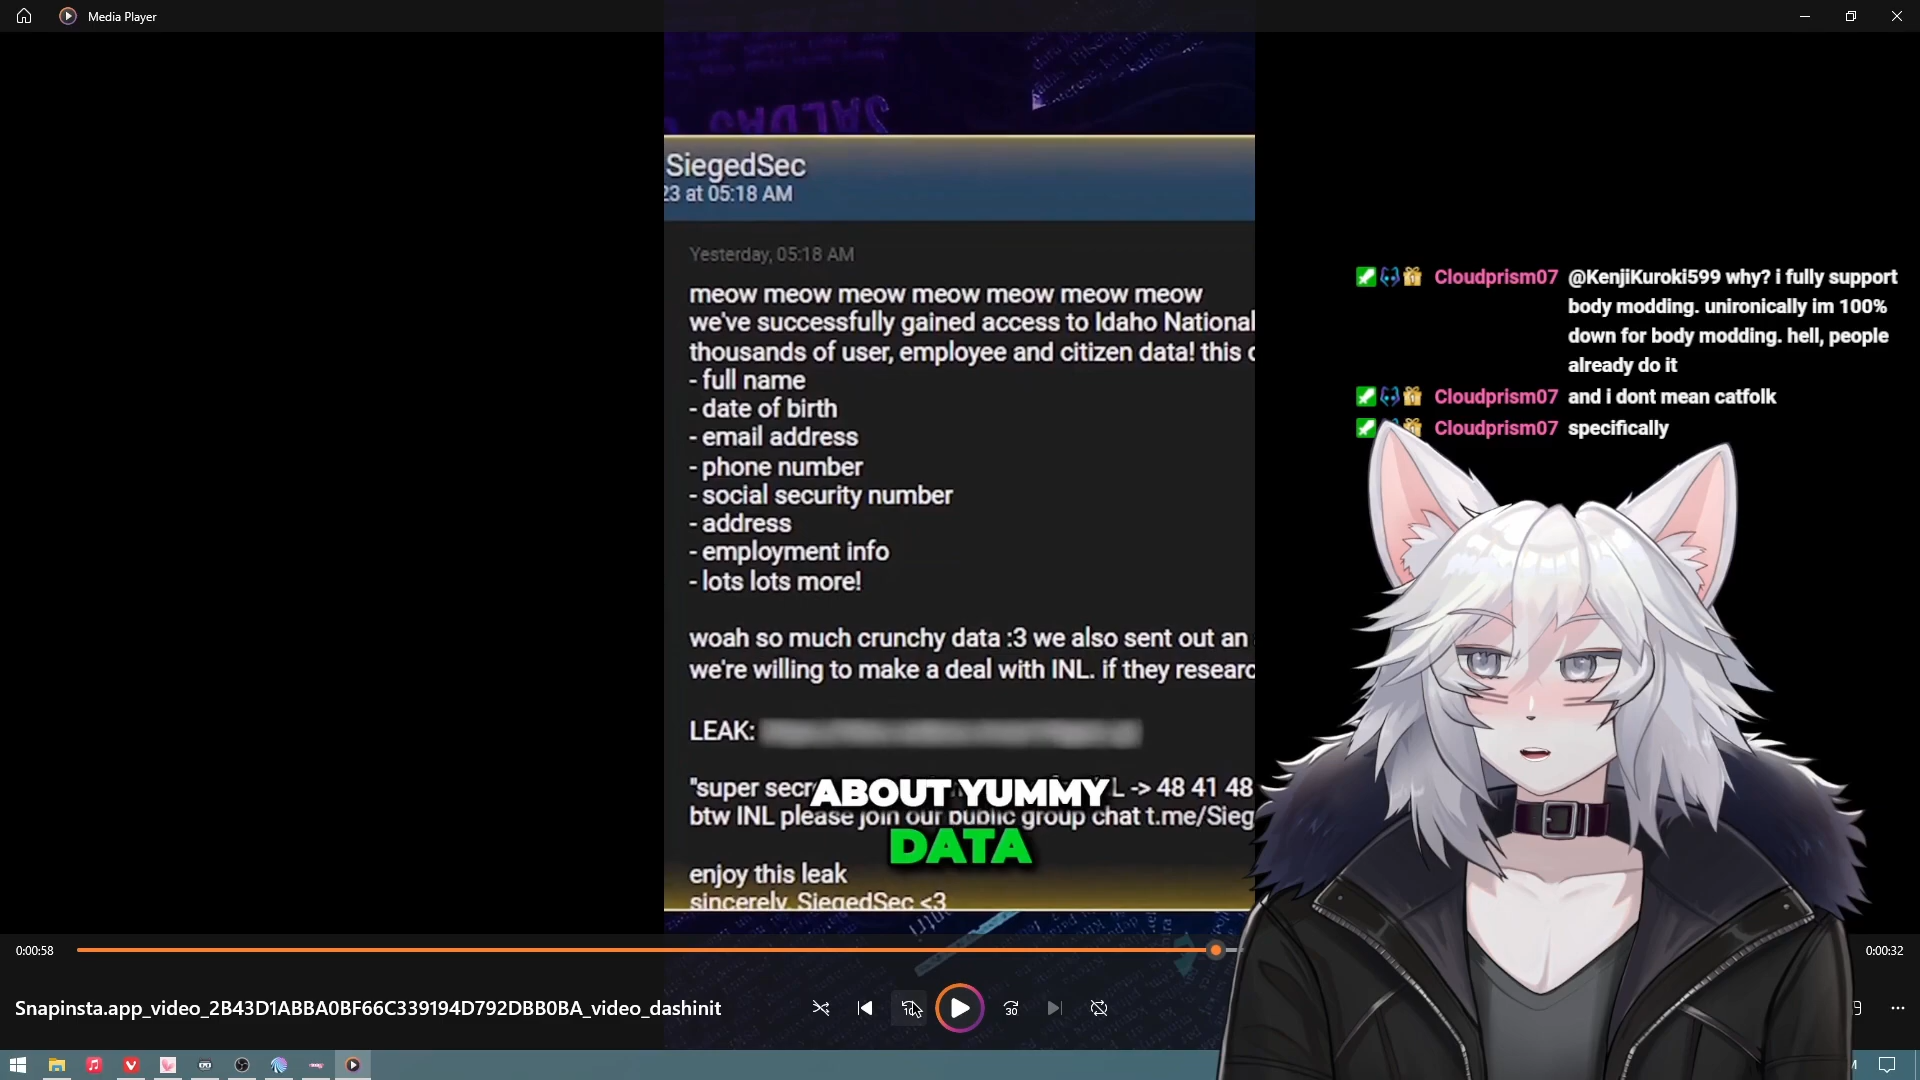 Media Player
SALDAS
SiegedSec
23 at 05:18 AM
Yesterday, 05:18 AM
meow meow meow meow meow meow meow
we've successfully gained access to Idaho National
thousands of user, employee and citizen data! this
- full name
- date of birth
- email address
- phone number
- social security number
- address
- employment info
- lots lots more!
woah so much crunchy data :3 we also sent out an
we're willing to make a deal with INL. if they researc
LEAK:
"super secr L -> 48 41 48
ABOUT YUMMY
btw INL please join our public group chat t.me/Sieg
DATA
enjoy this leak
sincerely, SiegedSec <3
Cloudprism07 @KenjiKuroki599 why? i fully support
body modding. unironically im 100%
down for body modding. hell, people
already do it
Cloudprism07 and i dont mean catfolk
Cloudprism07 specifically
0:00:58
0:00:32
Snapinsta.app_video_2B43D1ABBA0BF66C339194D792DBB0BA_video_dashinit
10
30